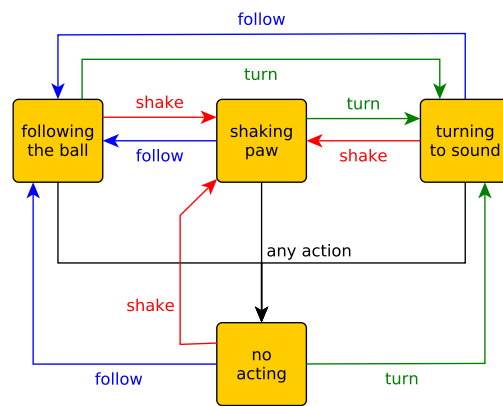 follow
turn
shake
turn
following
the ball
shaking
paw
turning
to sound
follow
shake
any action
shake
no
acting
follow
turn